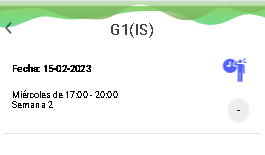 G1(IS)
Fecha: 15-02-2023
Miércoles de 17:00 - 20:00
Semana 2
-